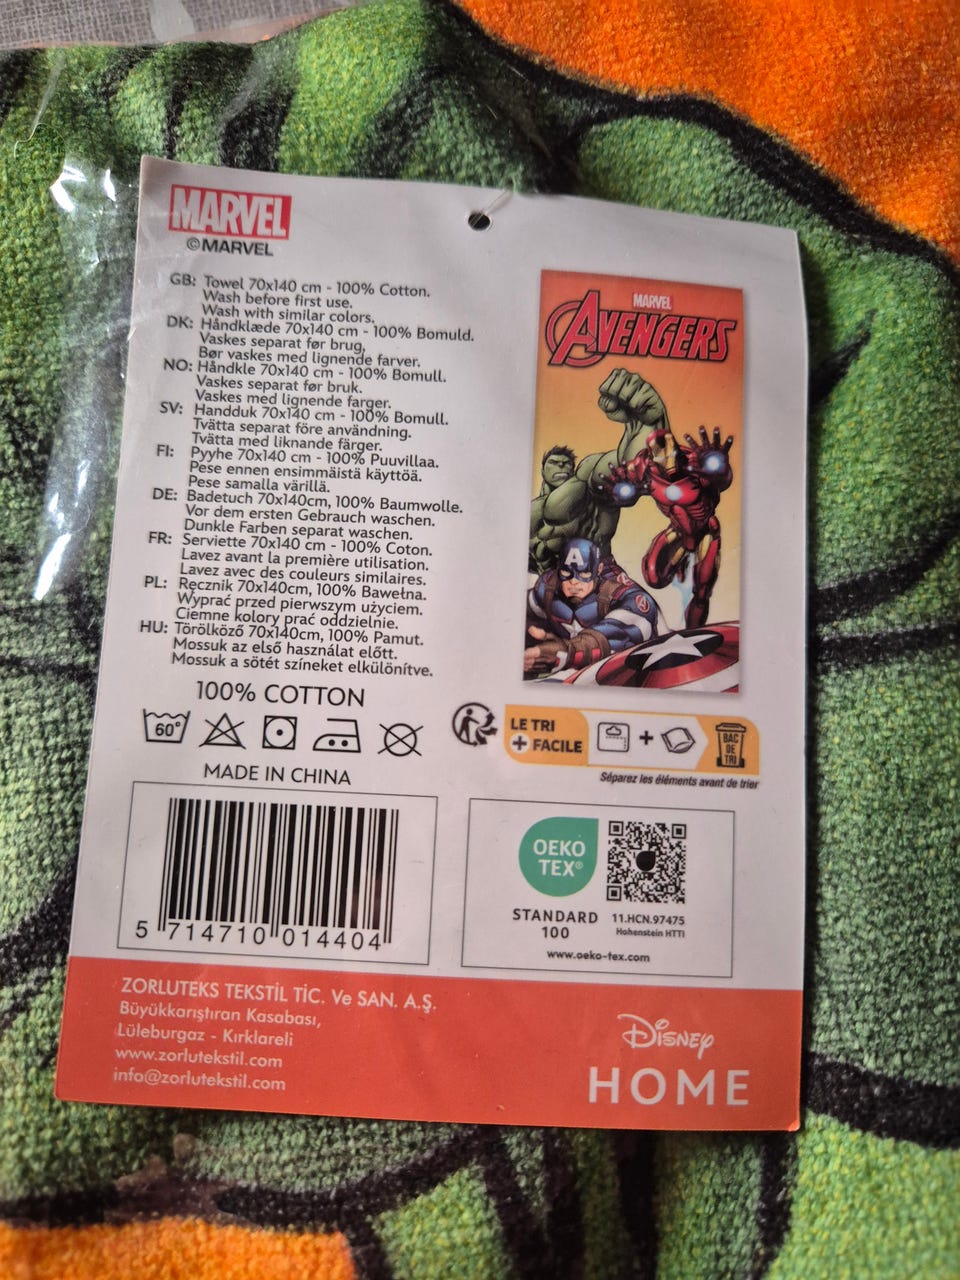 MARVEL
©MARVEL
GB: Towel 70x140 cm - 100% Cotton.
Wash before first use.
Wash with similar colors.
DK: Håndklæde 70x140 cm - 100% Bomuld.
Vaskes separat før brug,
Bør vaskes med lignende farver.
NO: Håndkle 70x140 cm - 100% Bomull.
Vaskes separat før bruk.
Vaskes med lignende farger.
SV: Handduk 70x140 cm - 100% Bomull.
Tvätta separat före användning.
Tvätta med liknande färger.
FI: Pyyhe 70x140 cm - 100% Puuvillaa.
Pese ennen ensimmäistä käyttöä.
Pese samalla värillä.
DE: Badetuch 70x140cm, 100% Baumwolle.
Vor dem ersten Gebrauch waschen.
Dunkle Farben separat waschen.
FR: Serviette 70x140 cm - 100% Coton.
Lavez avant la première utilisation.
Lavez avec des couleurs similaires.
PL: Ręcznik 70x140cm, 100% Bawełna.
Wyprać przed pierwszym użyciem.
Ciemne kolory prać oddzielnie.
HU: Törölköző 70x140cm, 100% Pamut.
Mossuk az első használat előtt.
Mossuk a sötét színeket elkülönítve.
100% COTTON
60°
MADE IN CHINA
5 714710 014404
MARVEL
AVENGERS
A
LE TRI
+ FACILE
+
BAC
DE
TRI
Séparez les éléments avant de trier
OEKO
TEX®
STANDARD
100
11.HCN.97475
Hohenstein HTTI
www.oeko-tex.com
ZORLUTEKS TEKSTİL TİC. Ve SAN. A.Ş.
Büyükkarıştıran Kasabası,
Lüleburgaz - Kırklareli
www.zorlutekstil.com
info@zorlutekstil.com
Disney
HOME